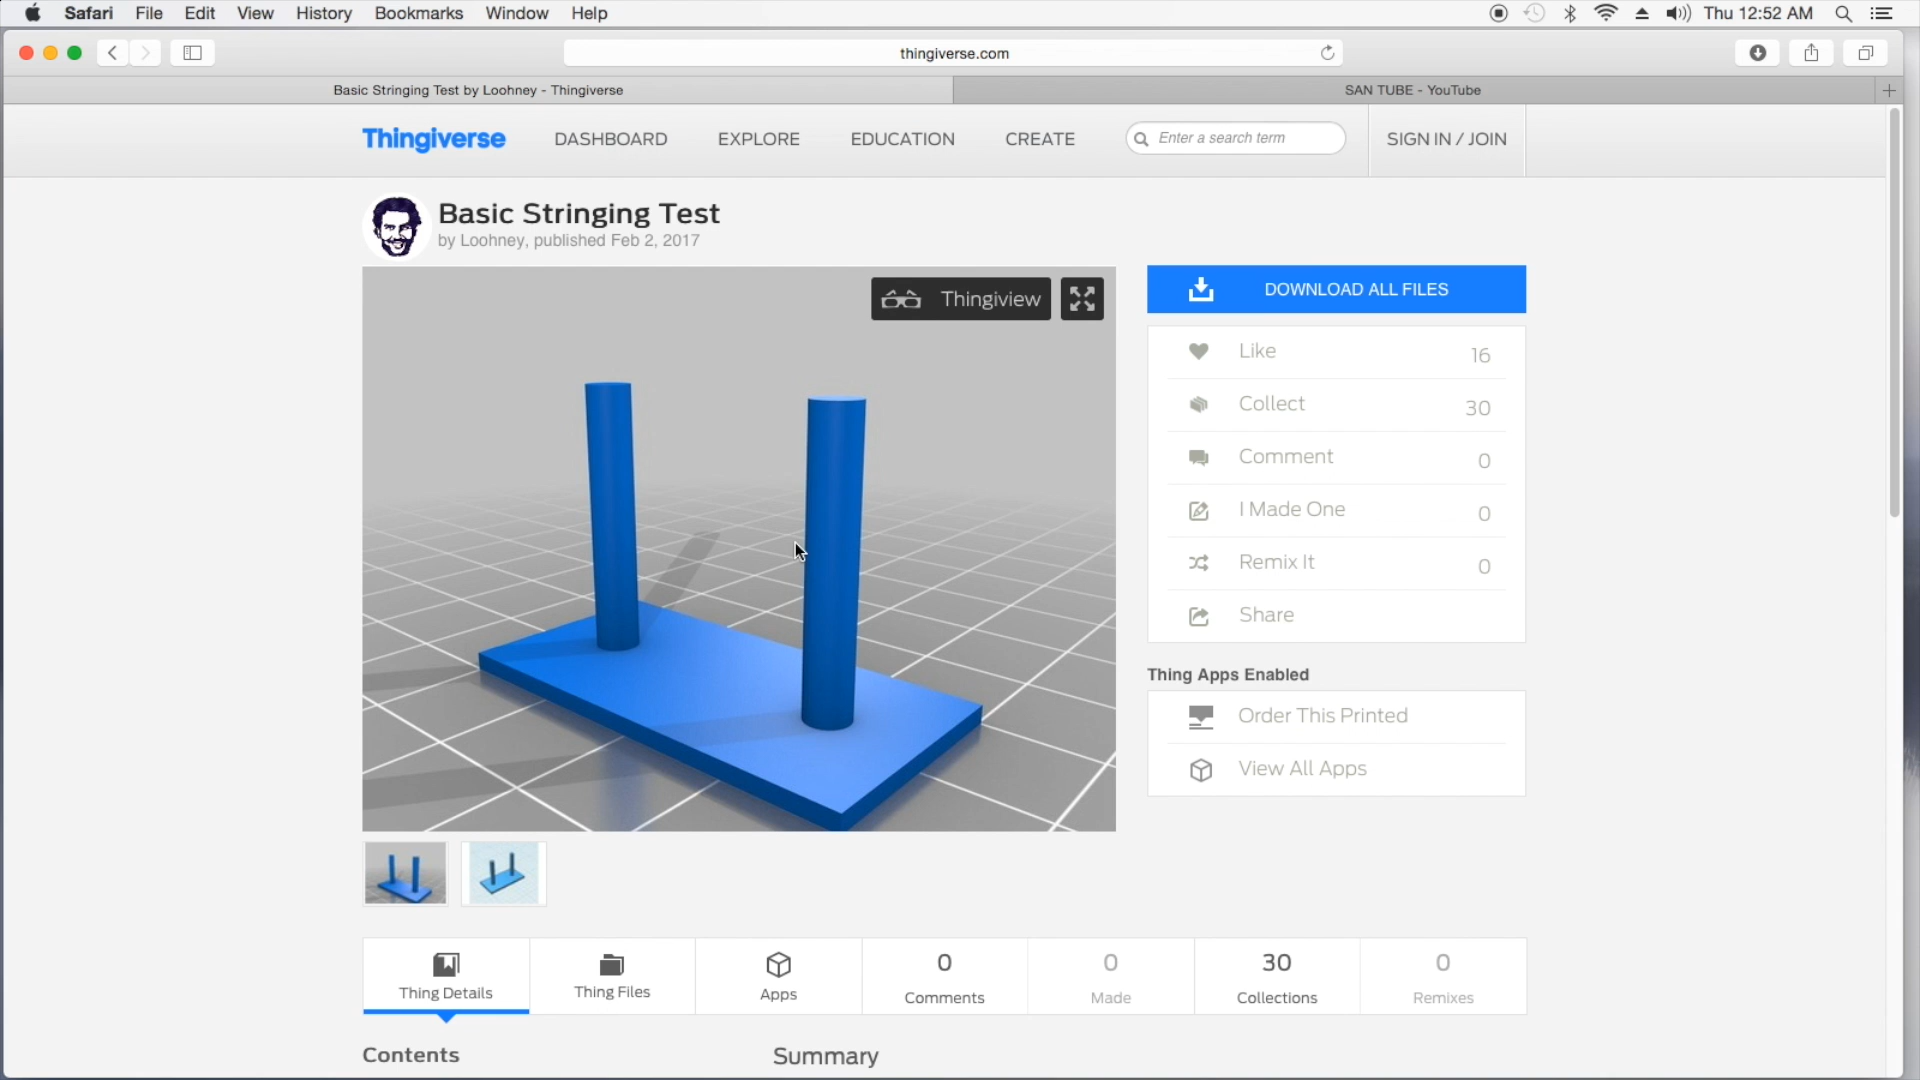 Safari File Edit View History Bookmarks Window Help Thu 12:52 AM
thingiverse.com
Basic Stringing Test by Loohney - Thingiverse SAN TUBE - YouTube
Thingiverse DASHBOARD EXPLORE EDUCATION CREATE Enter a search term SIGN IN / JOIN
Basic Stringing Test
by Loohney, published Feb 2, 2017
Thingiview
DOWNLOAD ALL FILES
Like 16
Collect 30
Comment 0
I Made One 0
Remix It 0
Share
Thing Apps Enabled
Order This Printed
View All Apps
0 0 30 0
Thing Details Thing Files Apps Comments Made Collections Remixes
Contents Summary